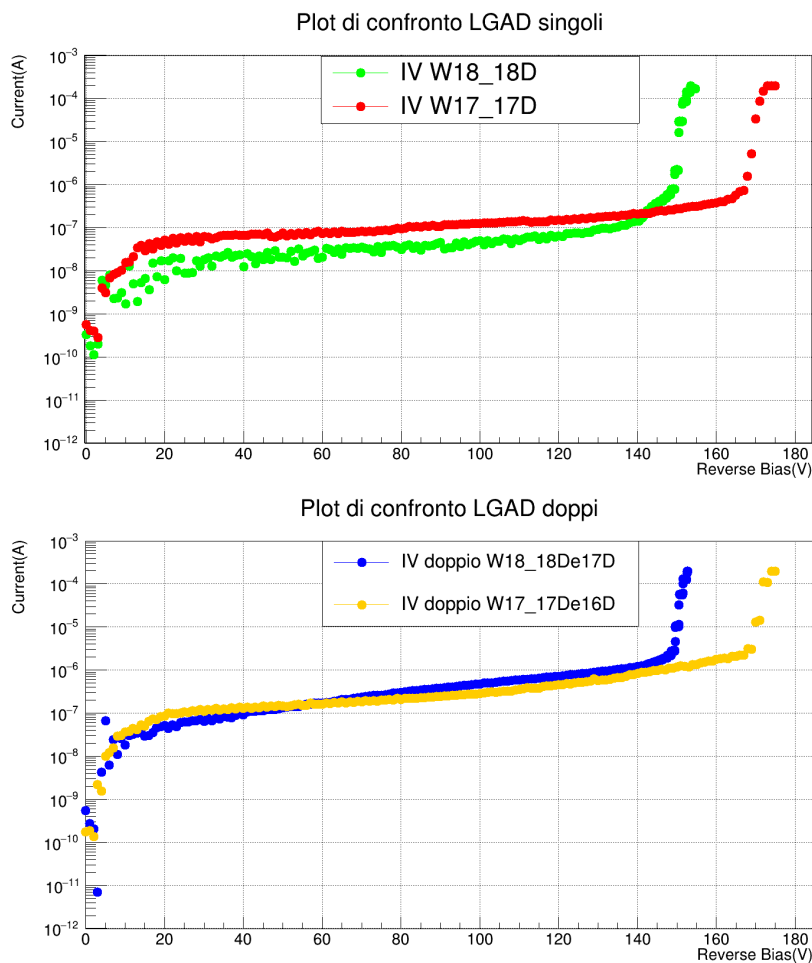 Plot di confronto LGAD singoli
Current(A)
IV W18_18D
IV W17_17D
10⁻³
10⁻⁴
10⁻⁵
10⁻⁶
10⁻⁷
10⁻⁸
10⁻⁹
10⁻¹⁰
10⁻¹¹
10⁻¹²
0 20 40 60 80 100 120 140 160 180
Reverse Bias(V)
Plot di confronto LGAD doppi
Current(A)
IV doppio W18_18De17D
IV doppio W17_17De16D
10⁻³
10⁻⁴
10⁻⁵
10⁻⁶
10⁻⁷
10⁻⁸
10⁻⁹
10⁻¹⁰
10⁻¹¹
10⁻¹²
0 20 40 60 80 100 120 140 160 180
Reverse Bias(V)